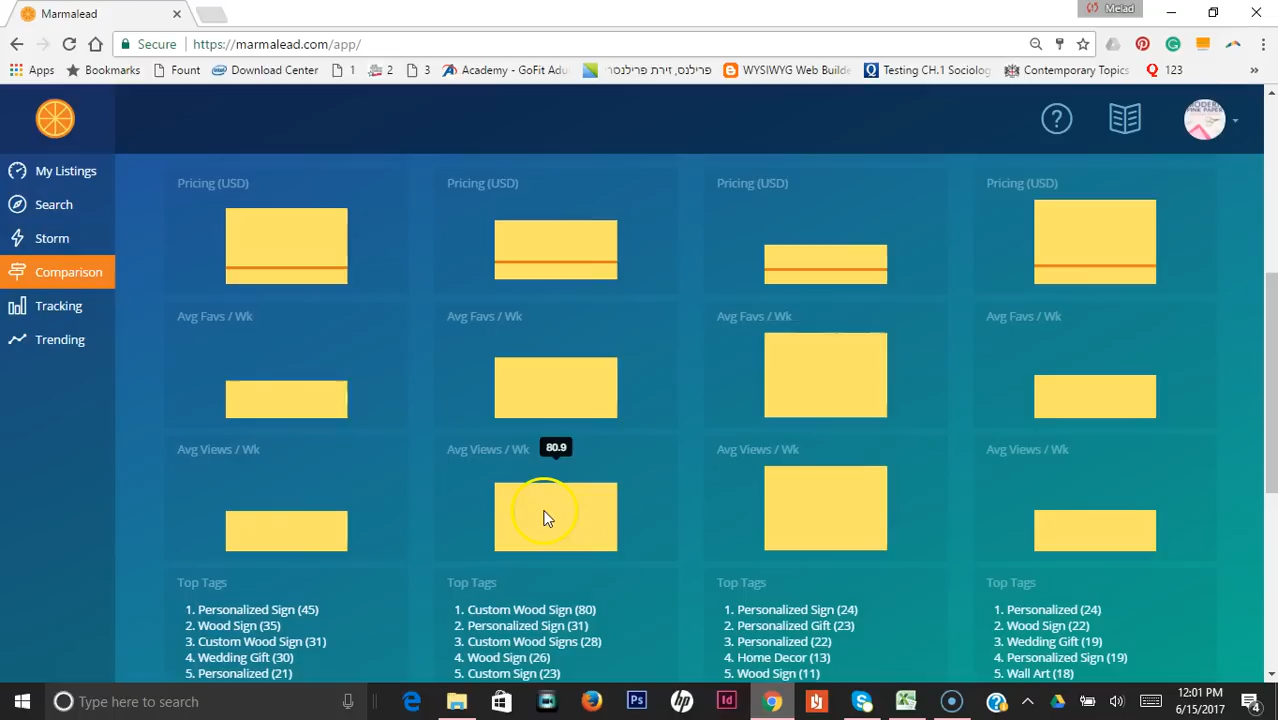 Marmalead
Melad
Secure
https://marmalead.com/app/
Apps
Bookmarks
Fount
Download Center
1
2
3
Academy - GoFit Adu
פרילנס, זירת פרילנסר
WYSIWYG Web Builde
Testing CH.1 Sociolog
Contemporary Topics
123
My Listings
Search
Storm
Comparison
Tracking
Trending
Pricing (USD)
Pricing (USD)
Pricing (USD)
Pricing (USD)
Avg Favs / Wk
Avg Favs / Wk
Avg Favs / Wk
Avg Favs / Wk
Avg Views / Wk
Avg Views / Wk
80.9
Avg Views / Wk
Avg Views / Wk
Top Tags
1. Personalized Sign (45)
2. Wood Sign (35)
3. Custom Wood Sign (31)
4. Wedding Gift (30)
5. Personalized (21)
Top Tags
1. Custom Wood Sign (80)
2. Personalized Sign (31)
3. Custom Wood Signs (28)
4. Wood Sign (26)
5. Custom Sign (23)
Top Tags
1. Personalized Sign (24)
2. Personalized Gift (23)
3. Personalized (22)
4. Home Decor (13)
5. Wood Sign (11)
Top Tags
1. Personalized (24)
2. Wood Sign (22)
3. Wedding Gift (19)
4. Personalized Sign (19)
5. Wall Art (18)
Type here to search
12:01 PM
6/15/2017
4